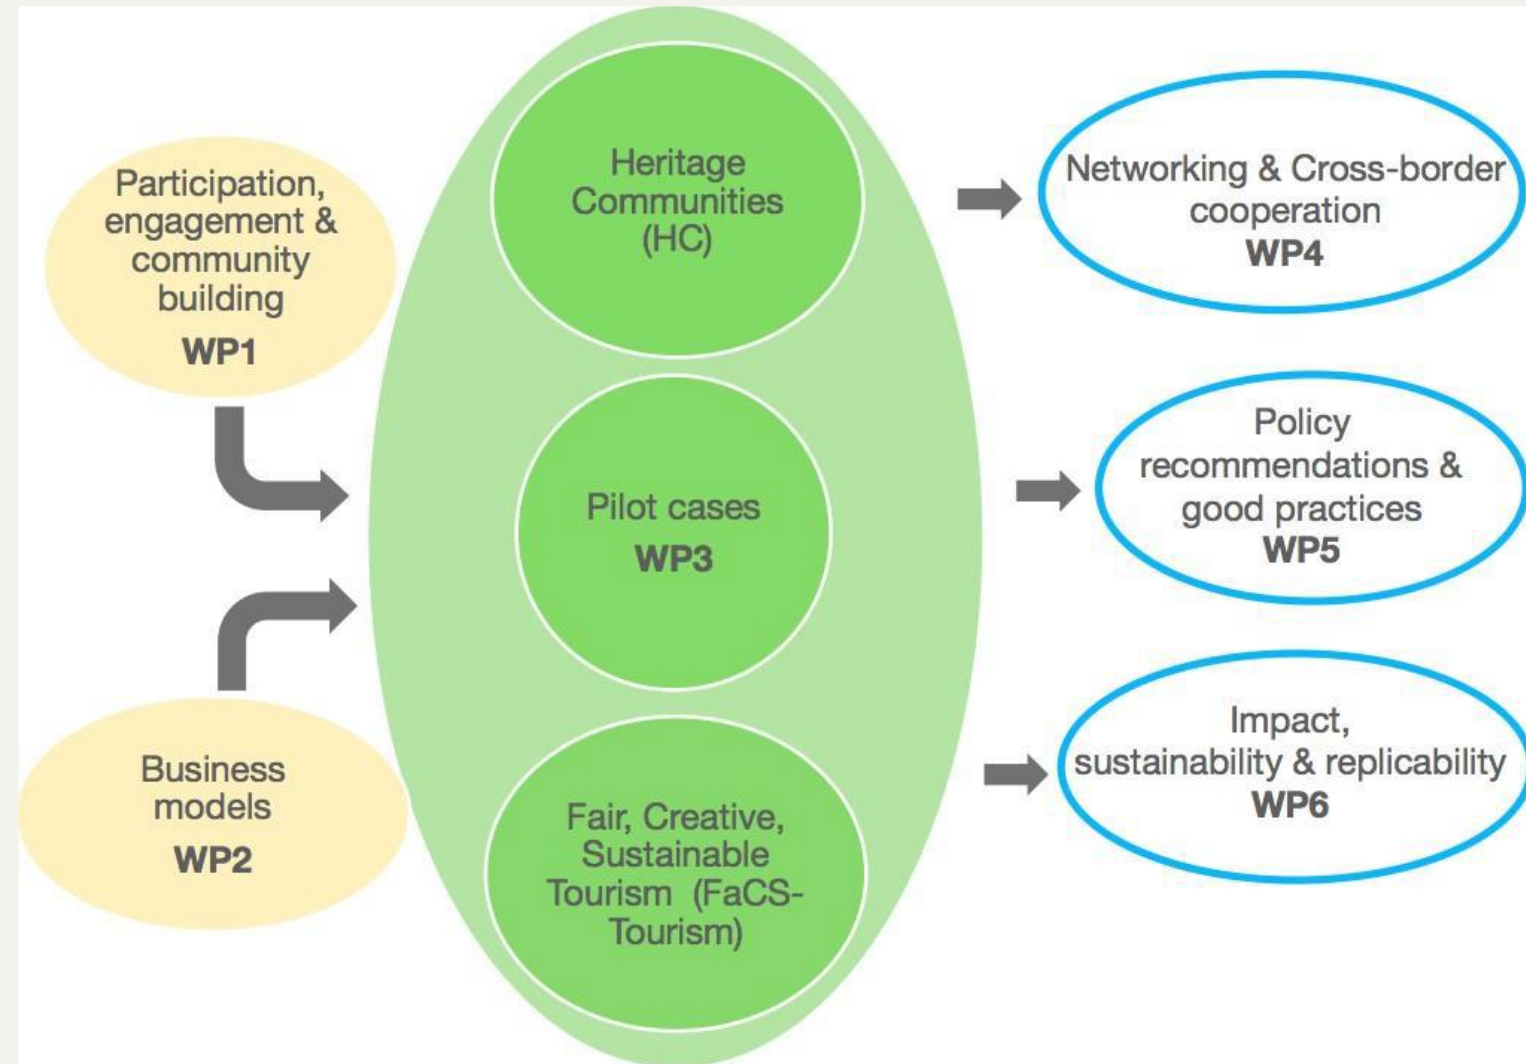 Participation,
engagement &
community
building
WP1
Business
models
WP2
Heritage
Communities
(HC)
Pilot cases
WP3
Fair, Creative,
Sustainable
Tourism (FaCS-
Tourism)
Networking & Cross-border
cooperation
WP4
Policy
recommendations &
good practices
WP5
Impact,
sustainability & replicability
WP6